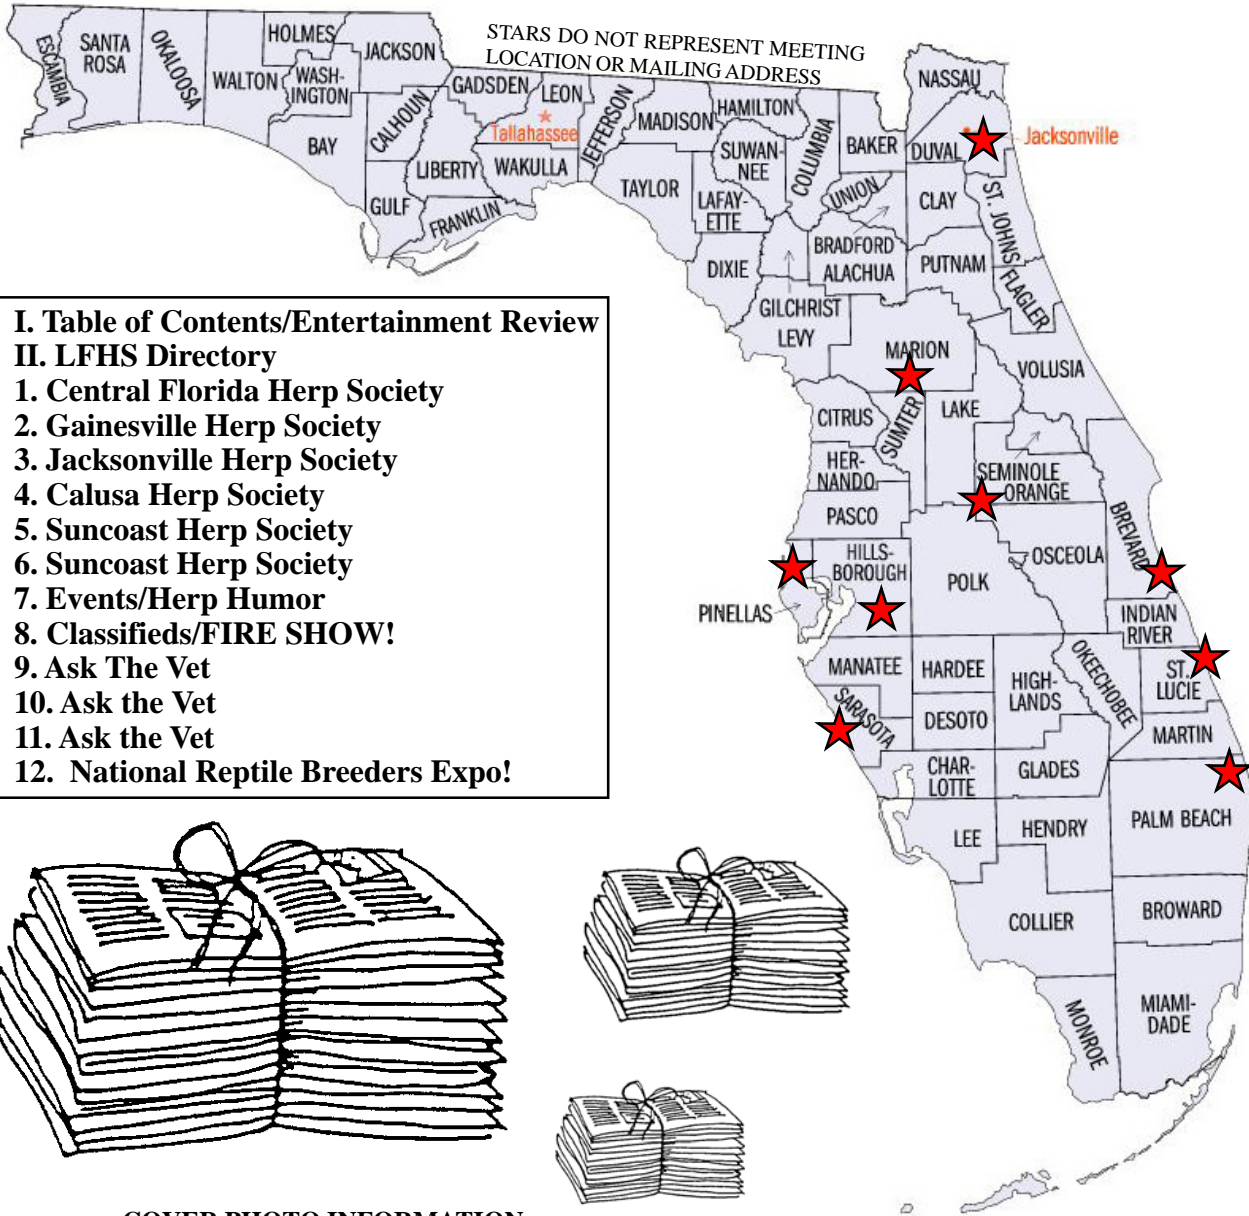 STARS DO NOT REPRESENT MEETING
LOCATION OR MAILING ADDRESS
ESCAMBIA
SANTA
ROSA
OKALOOSA
WALTON
HOLMES
WASH-
INGTON
JACKSON
BAY
CALHOUN
GULF
LIBERTY
GADSDEN
LEON
Tallahassee
WAKULLA
FRANKLIN
JEFFERSON
MADISON
TAYLOR
HAMILTON
SUWAN-
NEE
LAFAY-
ETTE
DIXIE
COLUMBIA
BAKER
UNION
BRADFORD
ALACHUA
GILCHRIST
LEVY
NASSAU
DUVAL
Jacksonville
CLAY
ST. JOHNS
PUTNAM
FLAGLER
MARION
VOLUSIA
CITRUS
SUMTER
LAKE
HER-
NANDO
SEMINOLE
ORANGE
PASCO
BREVARD
HILLS-
BOROUGH
POLK
OSCEOLA
PINELLAS
INDIAN
RIVER
MANATEE
HARDEE
HIGH-
LANDS
OKEECHOBEE
ST.
LUCIE
SARASOTA
DESOTO
MARTIN
CHAR-
LOTTE
GLADES
LEE
HENDRY
PALM BEACH
COLLIER
BROWARD
MONROE
MIAMI-
DADE
I. Table of Contents/Entertainment Review
II. LFHS Directory
1. Central Florida Herp Society
2. Gainesville Herp Society
3. Jacksonville Herp Society
4. Calusa Herp Society
5. Suncoast Herp Society
6. Suncoast Herp Society
7. Events/Herp Humor
8. Classifieds/FIRE SHOW!
9. Ask The Vet
10. Ask the Vet
11. Ask the Vet
12. National Reptile Breeders Expo!
COVER PHOTO INFORMATION